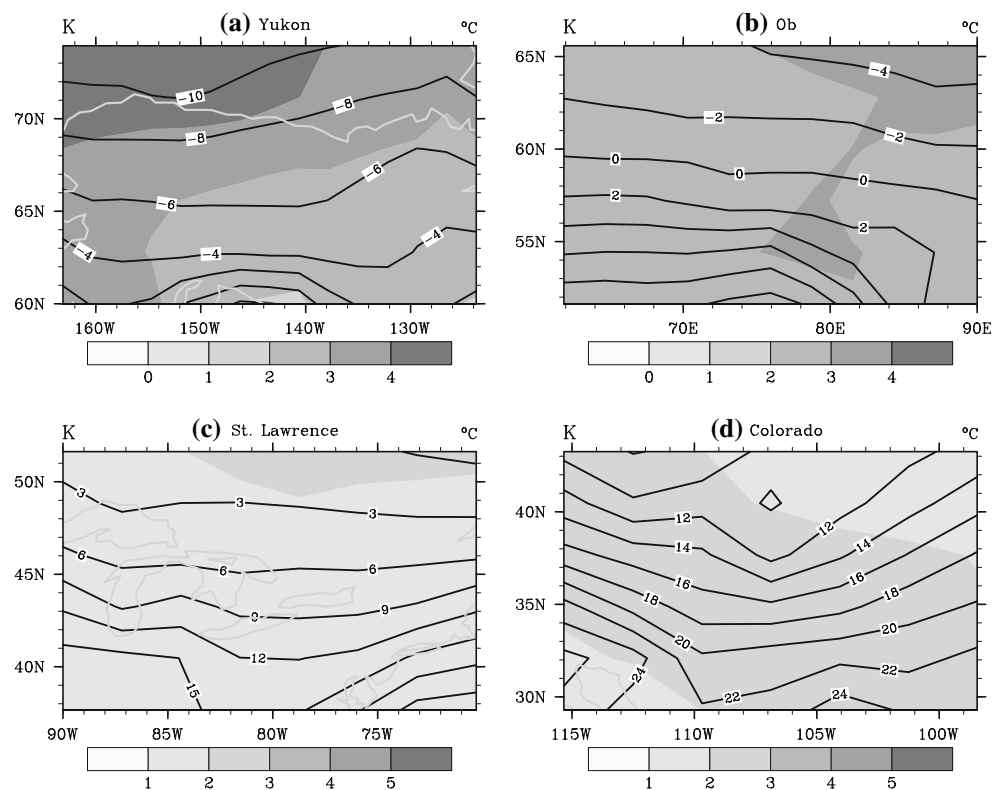 K (a) Yukon °C
−10
−8
−8
−6
−6
−4
−4
−4
70N
65N
60N
160W 150W 140W 130W
0 1 2 3 4
K (b) Ob °C
−4
−2
−2
0
0
0
2
2
65N
60N
55N
70E 80E 90E
0 1 2 3 4
K (c) St. Lawrence °C
3
3
3
6
6
6
9
9
12
15
50N
45N
40N
90W 85W 80W 75W
1 2 3 4 5
K (d) Colorado °C
12
12
14
14
16
16
18
18
20
20
22
22
24
24
40N
35N
30N
115W 110W 105W 100W
1 2 3 4 5